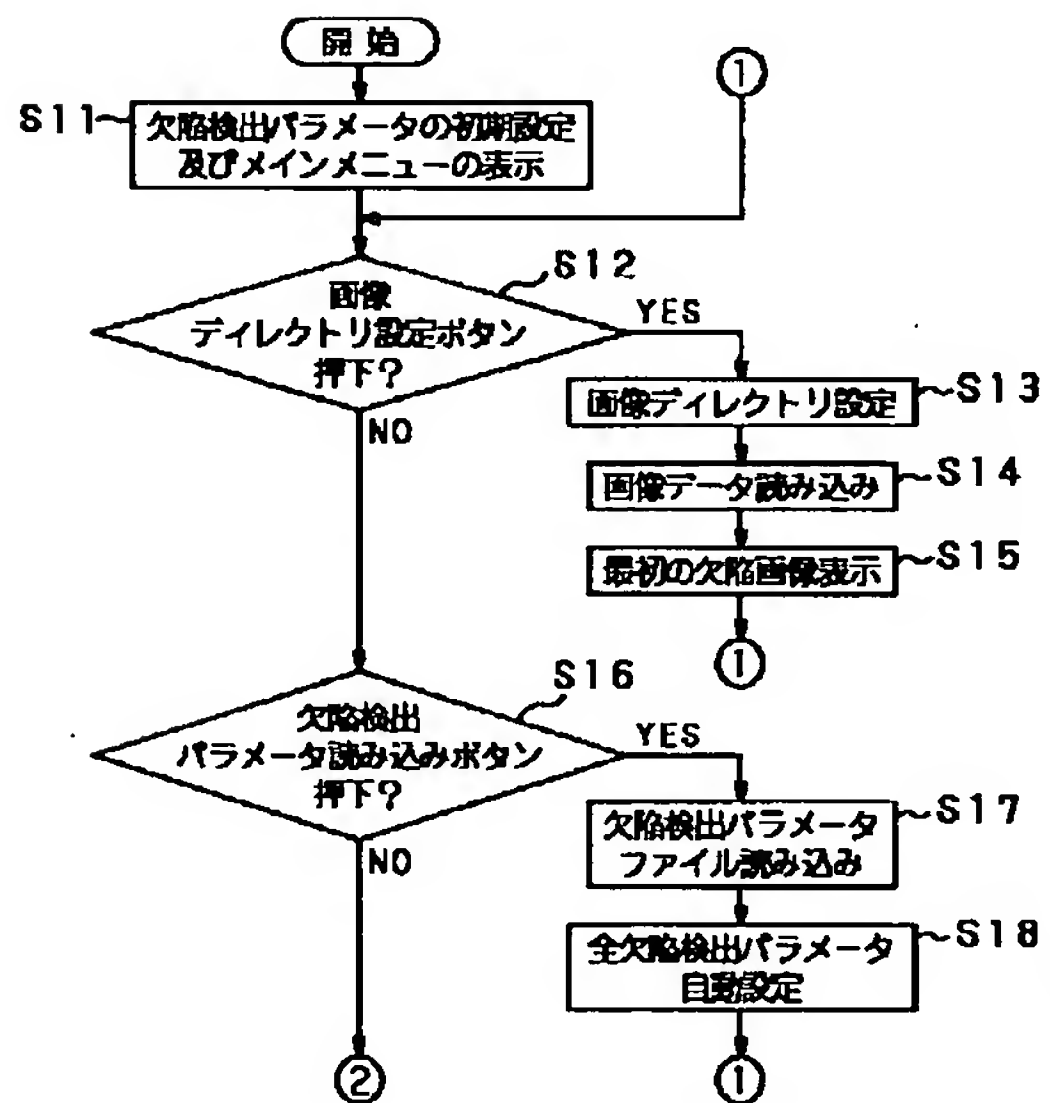 開始
①
S11
欠陥検出パラメータの初期設定
及びメインメニューの表示
S12
画像
ディレクトリ設定ボタン
押下?
YES
NO
画像ディレクトリ設定
S13
画像データ読み込み
S14
最初の欠陥画像表示
S15
①
S16
欠陥検出
パラメータ読み込みボタン
押下?
YES
NO
欠陥検出パラメータ
ファイル読み込み
S17
全欠陥検出パラメータ
自動設定
S18
②
①